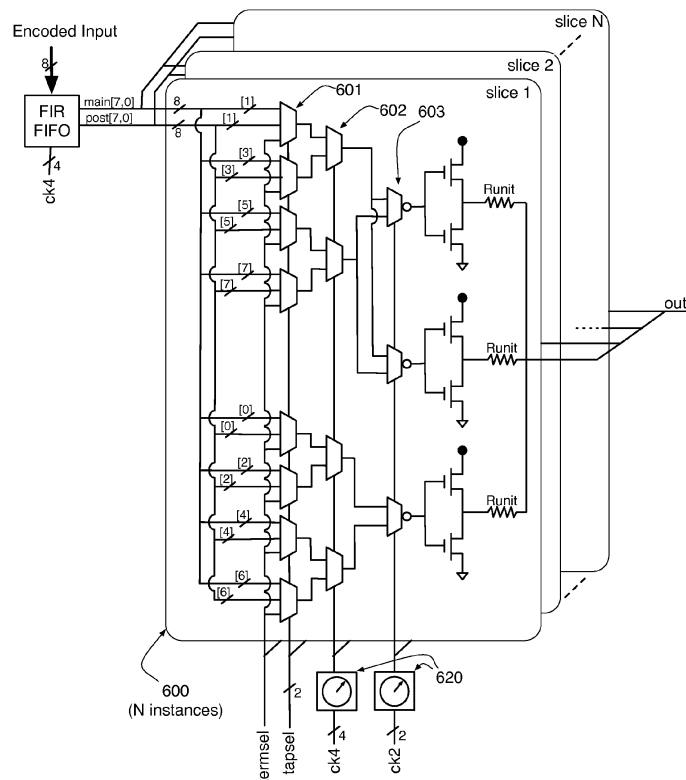 slice N
Encoded Input
slice 2
8
601
slice 1
602
main[7,0]
8
[1]
603
FIR
FIFO
post[7,0]
8
[1]
4
ck4
[3]
[3]
Runit
[5]
[5]
[7]
[7]
out
Runit
[0]
[0]
[2]
[2]
Runit
[4]
[4]
[6]
[6]
600
(N instances)
620
2
4
2
ermsel
tapsel
ck4
ck2